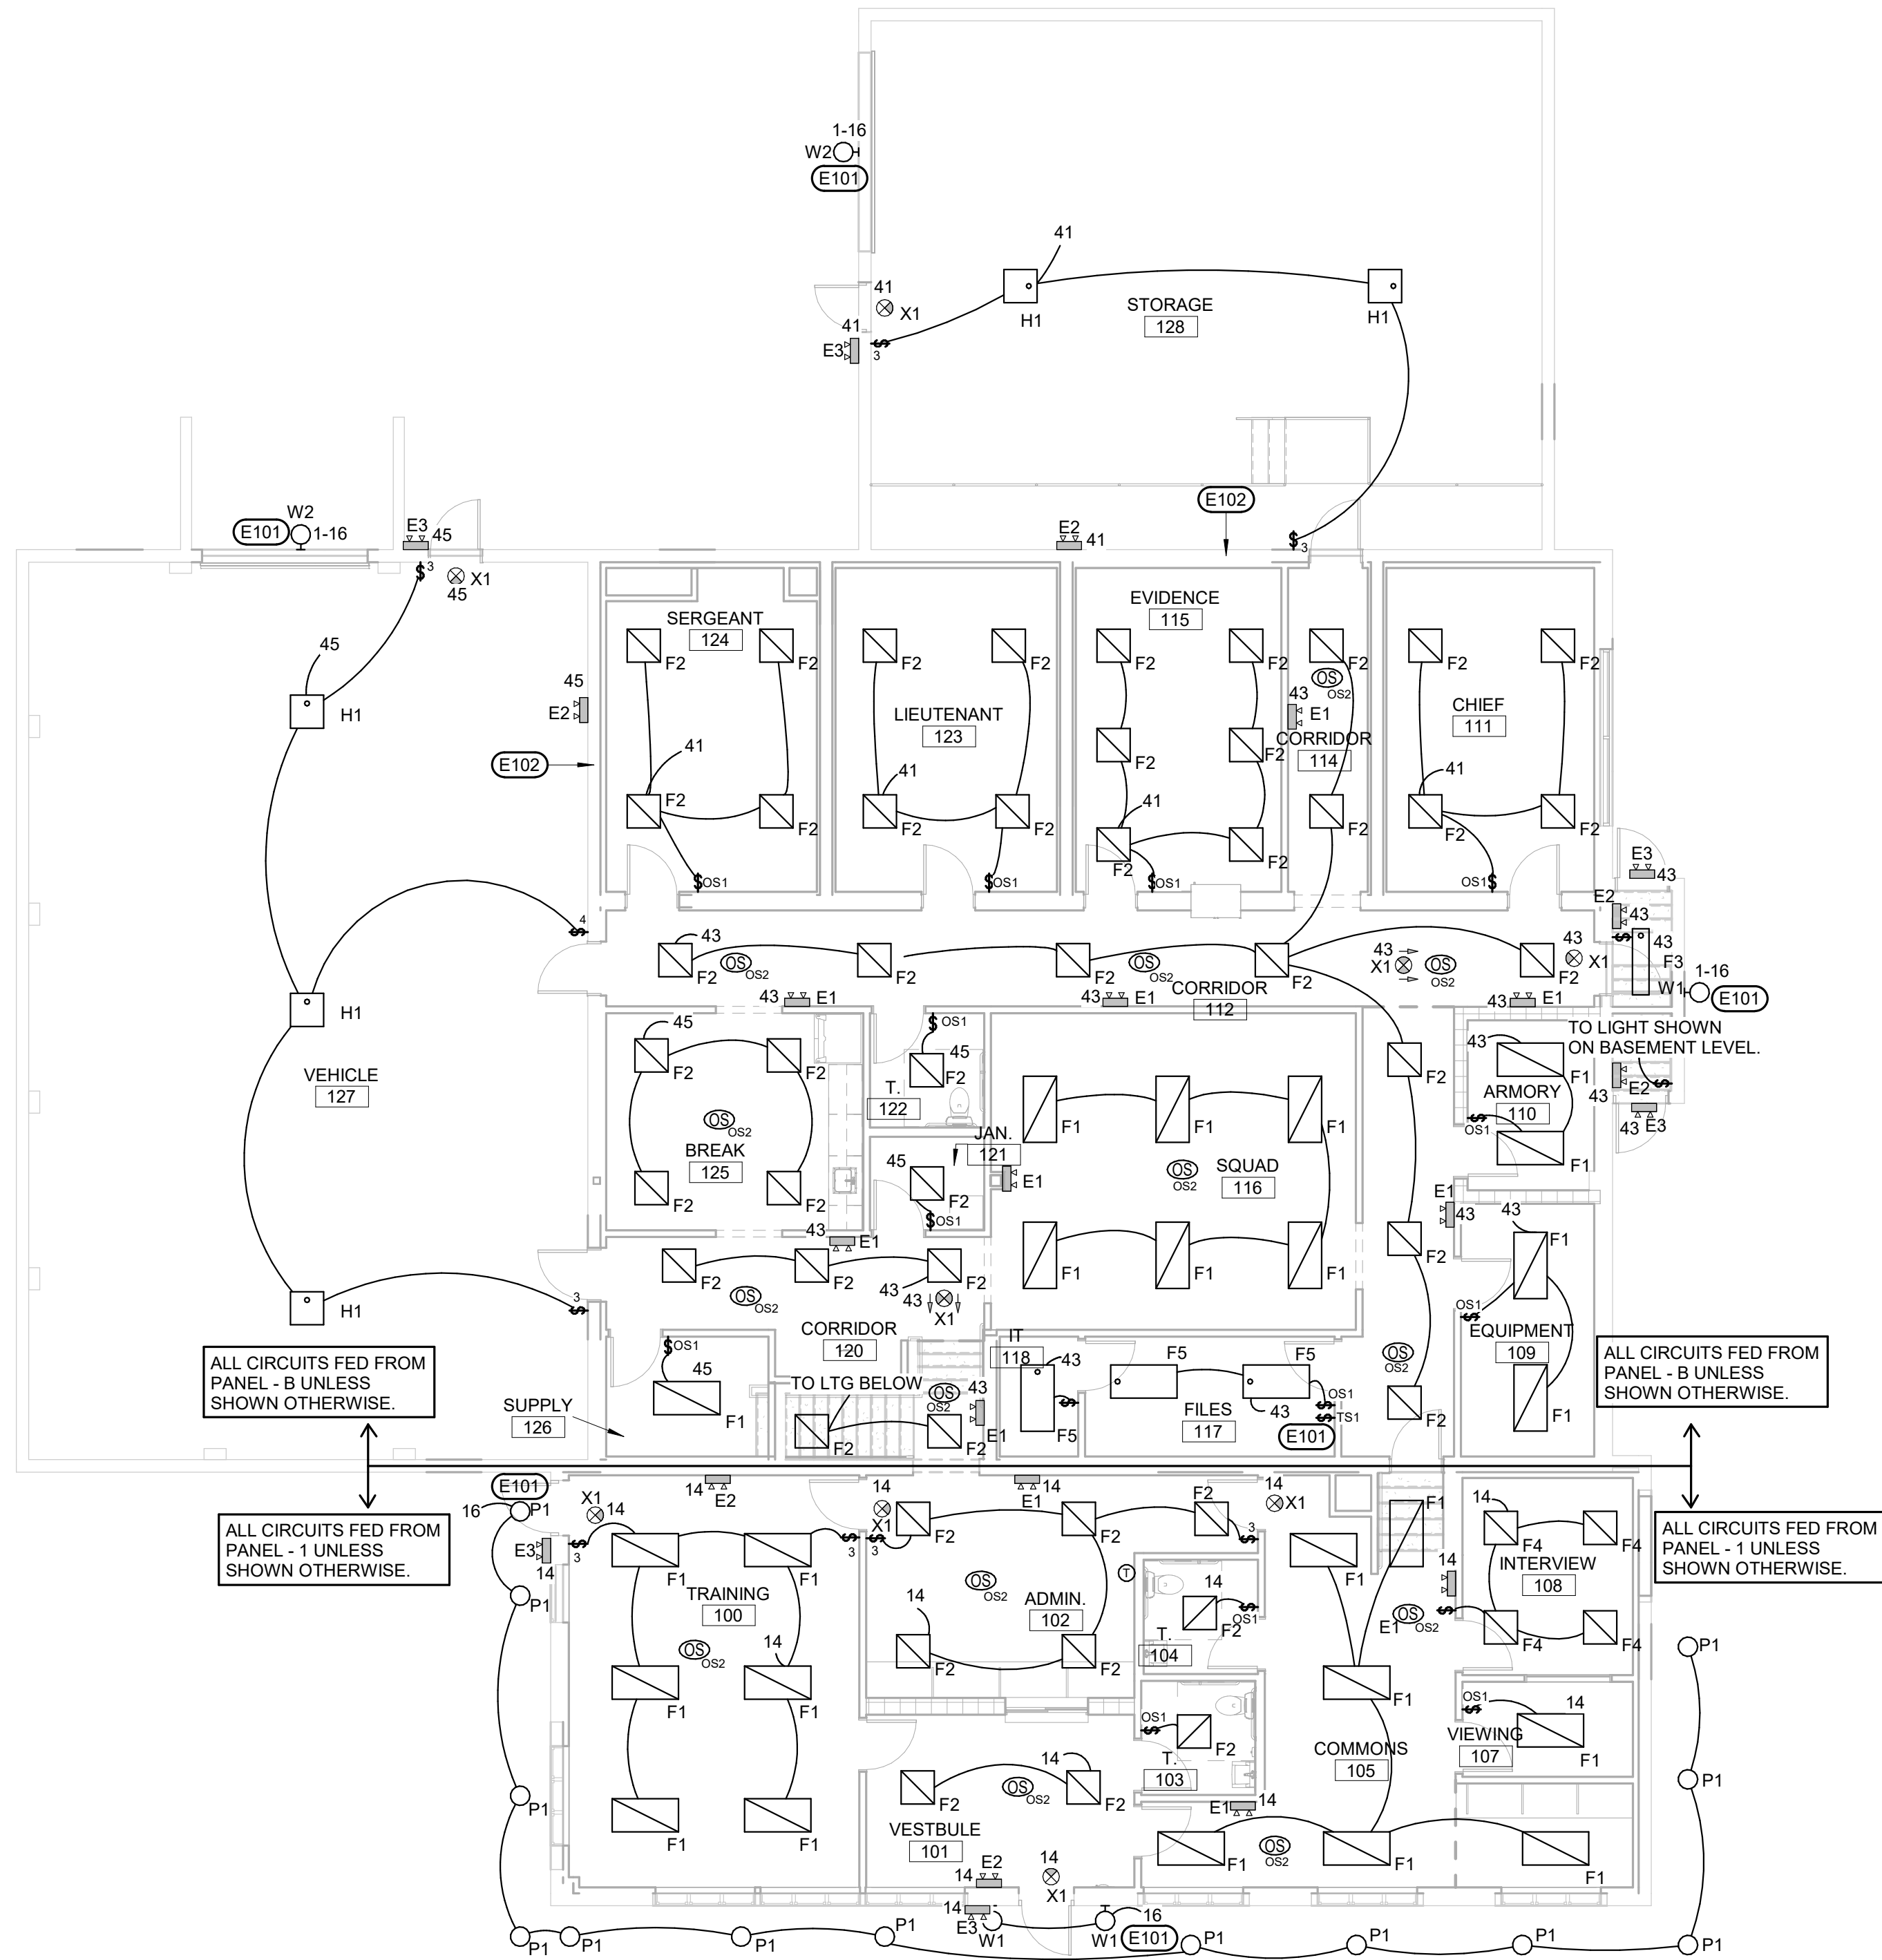 1-16
W2
E101
41
41
X1
41
E3
3
H1
STORAGE
128
H1
E102
W2
E101
1-16
E3
45
3
X1
45
E2
41
3
45
H1
45
E2
E102
SERGEANT
124
F2
F2
41
F2
F2
OS1
LIEUTENANT
123
F2
F2
41
F2
F2
OS1
EVIDENCE
115
F2
F2
F2
F2
41
F2
F2
OS1
F2
OS
OS2
43
E1
CORRIDOR
114
F2
CHIEF
111
F2
F2
41
F2
F2
OS1
E3
43
E2
43
43
F3
W1
1-16
E101
4
43
F2
OS
OS2
F2
F2
OS
OS2
F2
43
X1
OS
OS2
43
X1
F2
43
E1
43
E1
CORRIDOR
112
43
E1
TO LIGHT SHOWN
ON BASEMENT LEVEL.
H1
VEHICLE
127
H1
3
45
F2
F2
OS
OS2
BREAK
125
F2
F2
OS1
45
F2
T.
122
JAN.
121
45
F2
OS1
E1
F1
F1
F1
OS
OS2
SQUAD
116
F1
F1
F1
F2
43
F1
ARMORY
110
OS1
F1
43
E2
43
E3
E1
43
F2
43
F1
OS1
EQUIPMENT
109
F1
43
E1
F2
F2
F2
43
43
X1
OS
OS2
CORRIDOR
120
TO LTG BELOW
OS
OS2
43
E1
F2
F2
OS1
45
F1
SUPPLY
126
IT
118
43
F5
F5
F5
43
FILES
117
OS1
TS1
E101
OS
OS2
F2
ALL CIRCUITS FED FROM
PANEL - B UNLESS
SHOWN OTHERWISE.
ALL CIRCUITS FED FROM
PANEL - B UNLESS
SHOWN OTHERWISE.
ALL CIRCUITS FED FROM
PANEL - 1 UNLESS
SHOWN OTHERWISE.
ALL CIRCUITS FED FROM
PANEL - 1 UNLESS
SHOWN OTHERWISE.
E101
16
P1
X1
14
14
E2
E3
14
3
3
F1
F1
TRAINING
100
OS
OS2
14
F1
F1
F1
F1
14
X1
3
F2
F2
F2
14
E1
3
14
X1
OS
OS2
ADMIN.
102
14
F2
F2
T
14
OS1
F2
T.
104
OS1
F2
T.
103
F1
F1
14
E1
OS
OS2
COMMONS
105
F1
E1
14
F1
OS
OS2
F1
F1
14
F4
F4
INTERVIEW
108
F4
F4
OS1
14
VIEWING
107
F1
14
F2
OS
OS2
F2
VESTBULE
101
14
E2
14
X1
14
E3
W1
W1
16
E101
P1
P1
P1
P1
P1
P1
P1
P1
P1
P1
P1
P1